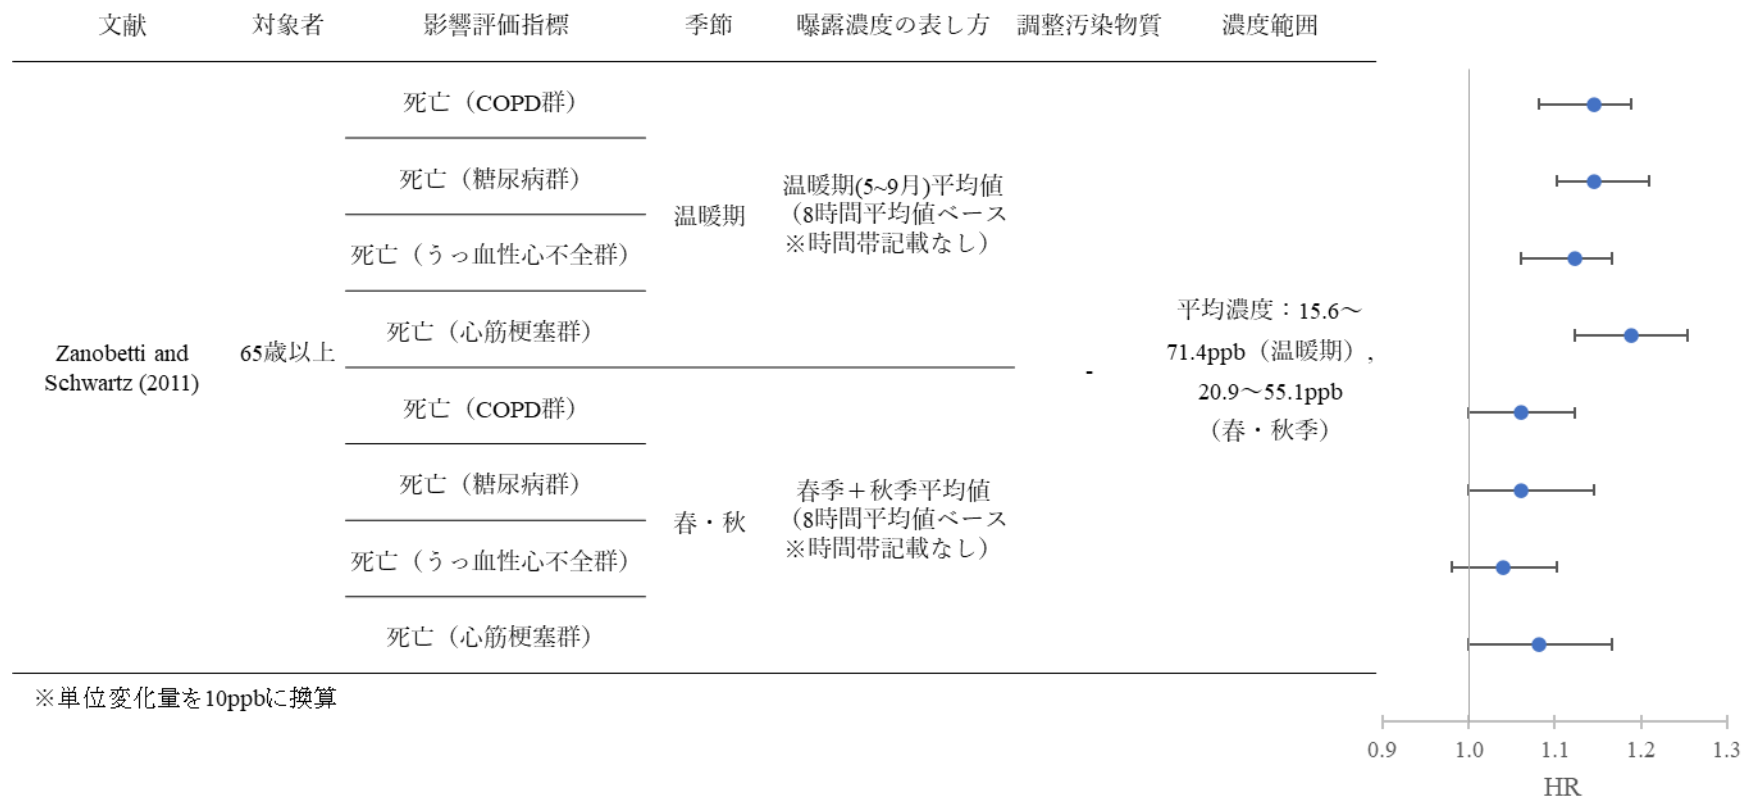 文献 対象者 影響評価指標 季節 曝露濃度の表し方 調整汚染物質 濃度範囲
死亡（COPD群）
死亡（糖尿病群）
死亡（うっ血性心不全群）
死亡（心筋梗塞群）
温暖期
温暖期(5~9月)平均値
（8時間平均値ベース
※時間帯記載なし）
Zanobetti and
Schwartz (2011)
65歳以上
-
平均濃度：15.6～
71.4ppb（温暖期）,
20.9～55.1ppb
（春・秋季）
死亡（COPD群）
死亡（糖尿病群）
死亡（うっ血性心不全群）
死亡（心筋梗塞群）
春・秋
春季＋秋季平均値
（8時間平均値ベース
※時間帯記載なし）
※単位変化量を10ppbに換算
0.9 1.0 1.1 1.2 1.3
HR